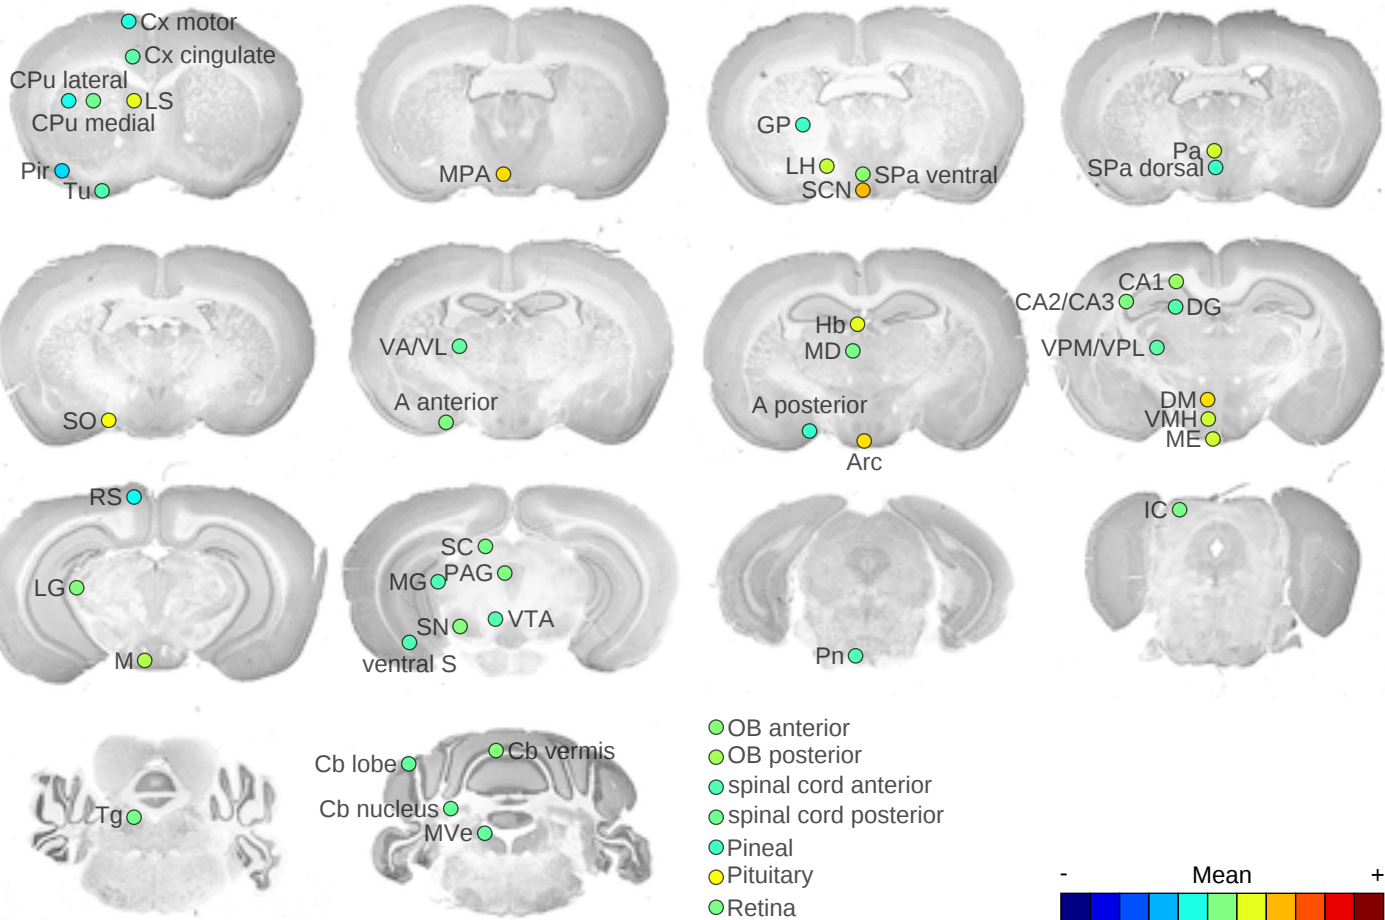 Cx motor
Cx cingulate
CPu lateral
LS
CPu medial
Pir
Tu
MPA
GP
LH
SPa ventral
SCN
Pa
SPa dorsal
SO
VA/VL
A anterior
Hb
MD
A posterior
Arc
CA1
CA2/CA3
DG
VPM/VPL
DM
VMH
ME
RS
LG
M
SC
MG
PAG
SN
VTA
ventral S
Pn
IC
Tg
Cb lobe
Cb vermis
Cb nucleus
MVe
OB anterior
OB posterior
spinal cord anterior
spinal cord posterior
Pineal
Pituitary
Retina
- Mean +